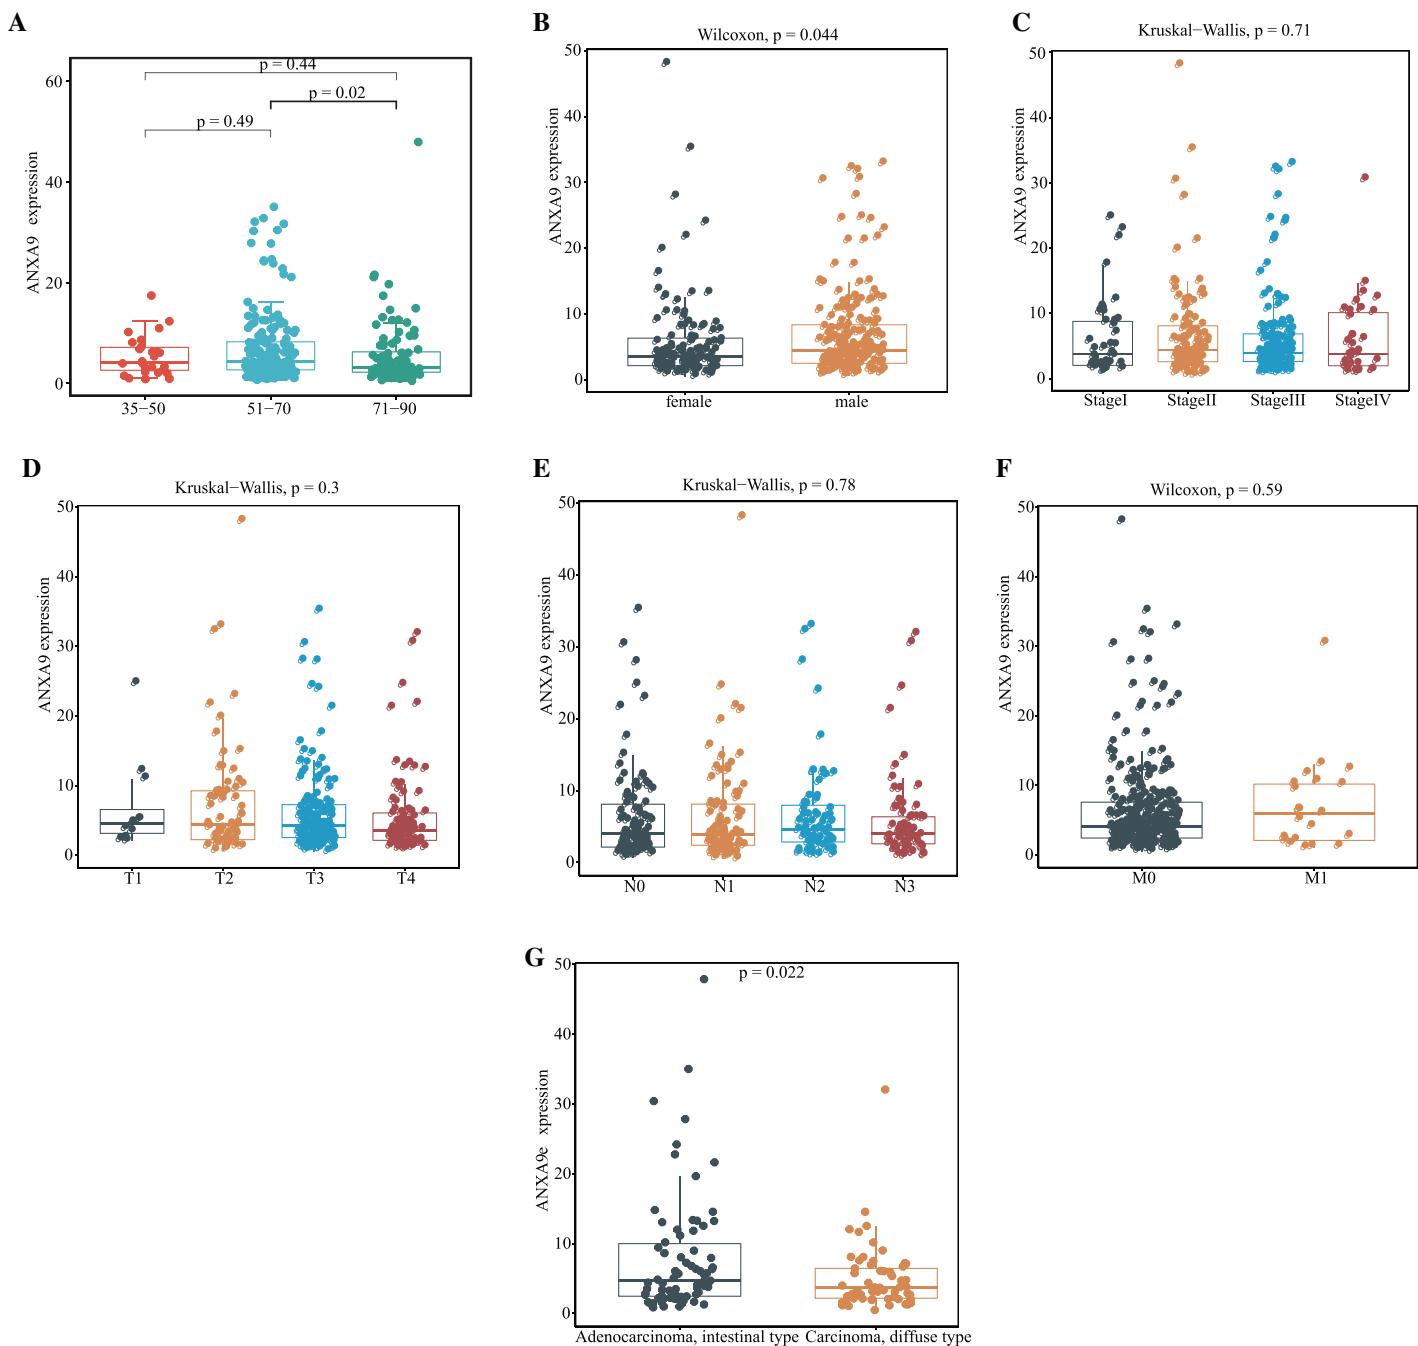 A
p = 0.44
p = 0.02
p = 0.49
ANXA9 expression
60
40
20
0
35−50
51−70
71−90
B
Wilcoxon, p = 0.044
ANXA9 expression
50
40
30
20
10
0
female
male
C
Kruskal−Wallis, p = 0.71
ANXA9 expression
50
40
30
20
10
0
StageI
StageII
StageIII
StageIV
D
Kruskal−Wallis, p = 0.3
ANXA9 expression
50
40
30
20
10
0
T1
T2
T3
T4
E
Kruskal−Wallis, p = 0.78
ANXA9 expression
50
40
30
20
10
0
N0
N1
N2
N3
F
Wilcoxon, p = 0.59
ANXA9 expression
50
40
30
20
10
0
M0
M1
G
p = 0.022
ANXA9e xpression
50
40
30
20
10
0
Adenocarcinoma, intestinal type
Carcinoma, diffuse type